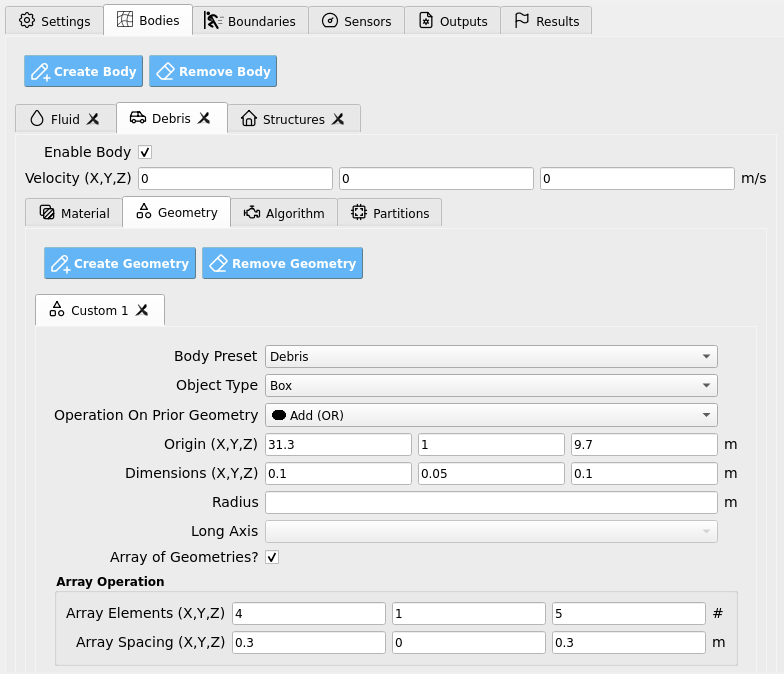 Settings Bodies Boundaries Sensors Outputs Results
Create Body Remove Body
Fluid Debris Structures
Enable Body
Velocity (X,Y,Z) 0 0 0 m/s
Material Geometry Algorithm Partitions
Create Geometry Remove Geometry
Custom 1
Body Preset Debris
Object Type Box
Operation On Prior Geometry Add (OR)
Origin (X,Y,Z) 31.3 1 9.7 m
Dimensions (X,Y,Z) 0.1 0.05 0.1 m
Radius m
Long Axis
Array of Geometries?
Array Operation
Array Elements (X,Y,Z) 4 1 5 #
Array Spacing (X,Y,Z) 0.3 0 0.3 m